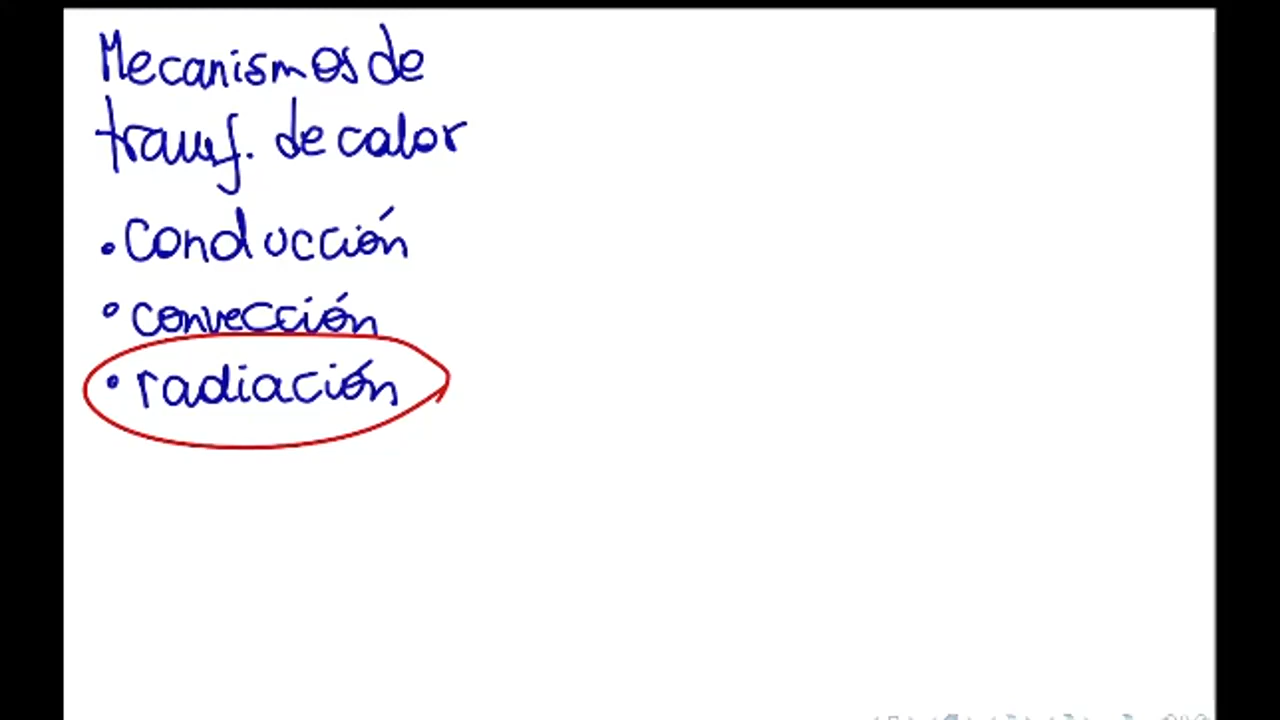 Mecanismos de
transf. de calor
• conducción
• convección
• radiación